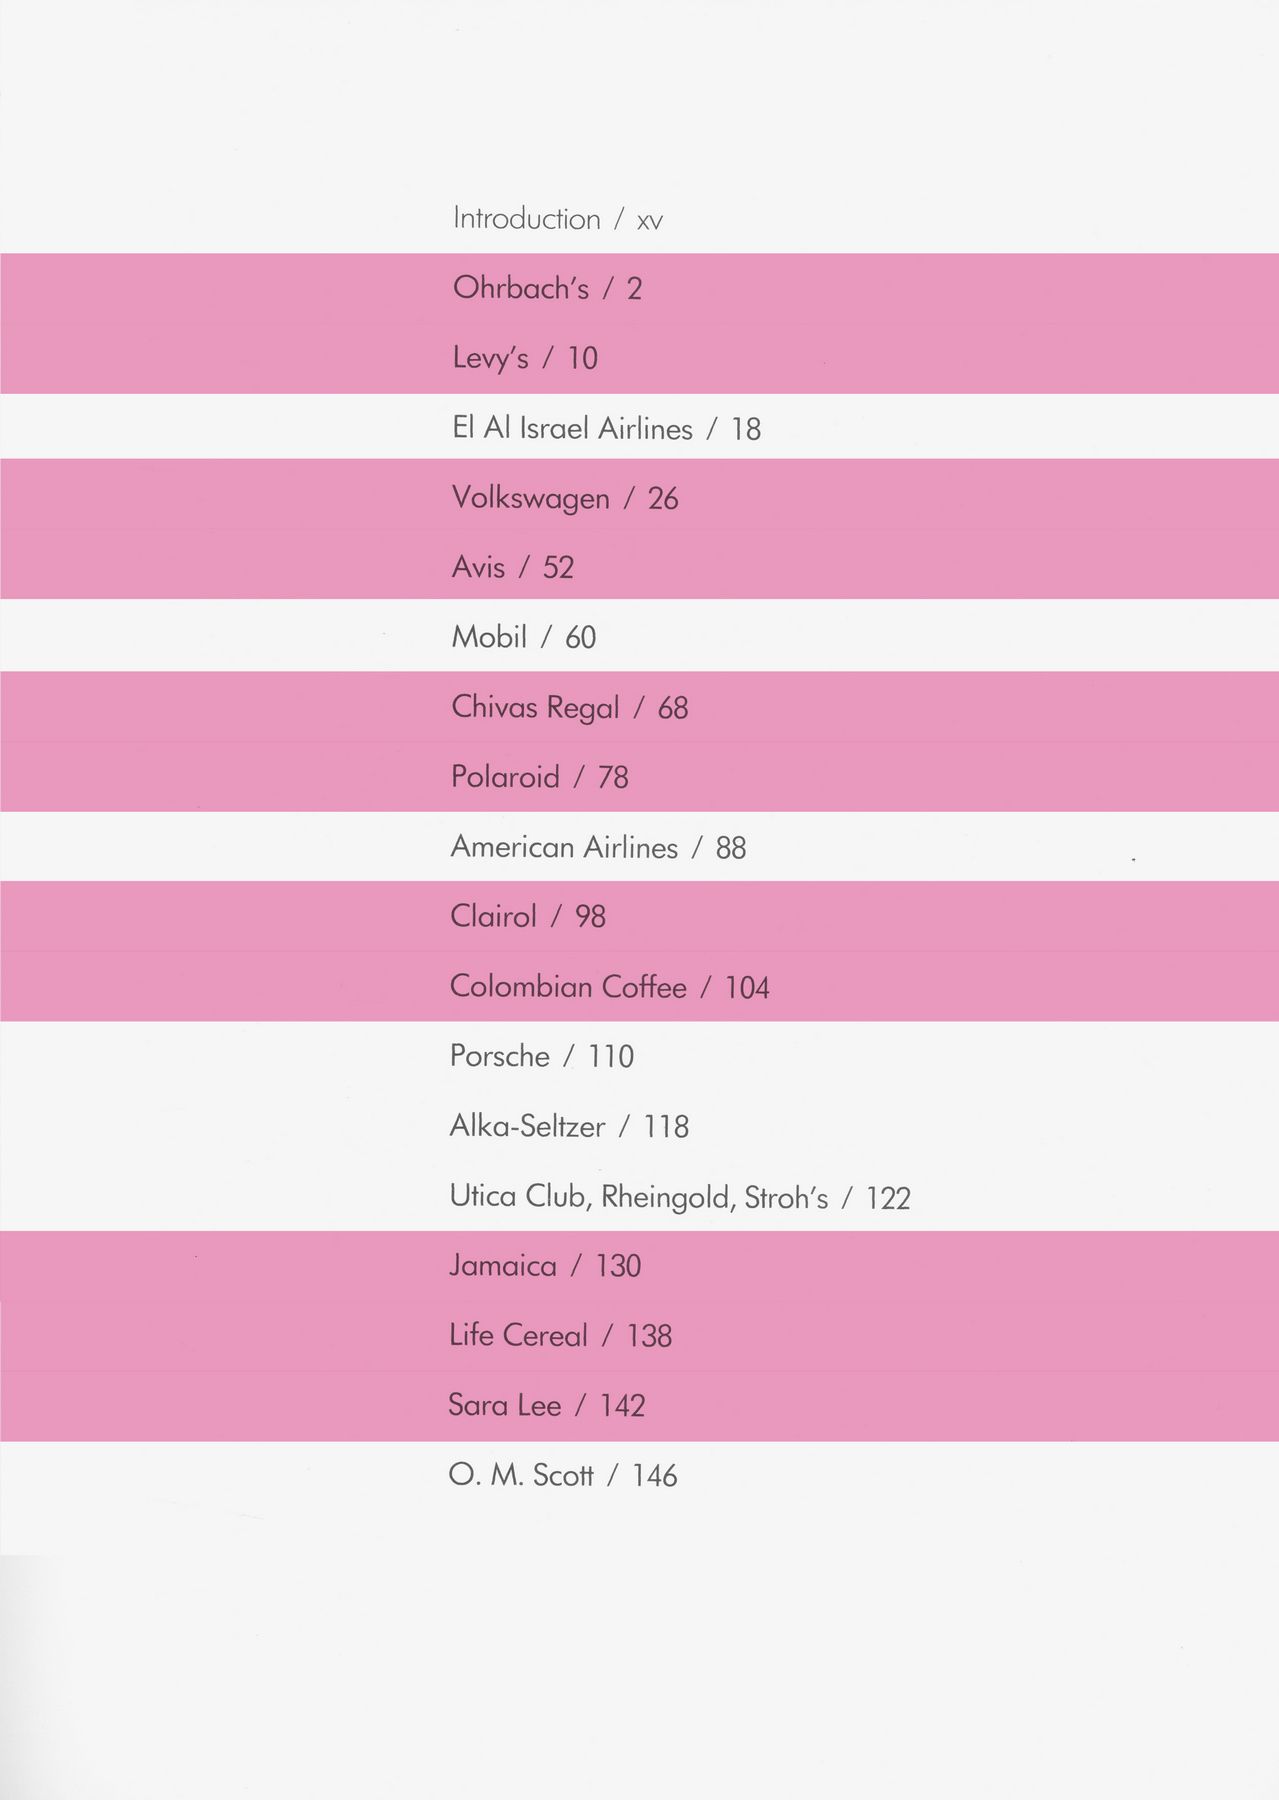 Introduction / xv
Ohrbach's / 2
Levy's / 10
El Al Israel Airlines / 18
Volkswagen / 26
Avis / 52
Mobil / 60
Chivas Regal / 68
Polaroid / 78
American Airlines / 88
Clairol / 98
Colombian Coffee / 104
Porsche / 110
Alka-Seltzer / 118
Utica Club, Rheingold, Stroh's / 122
Jamaica / 130
Life Cereal / 138
Sara Lee / 142
O. M. Scott / 146